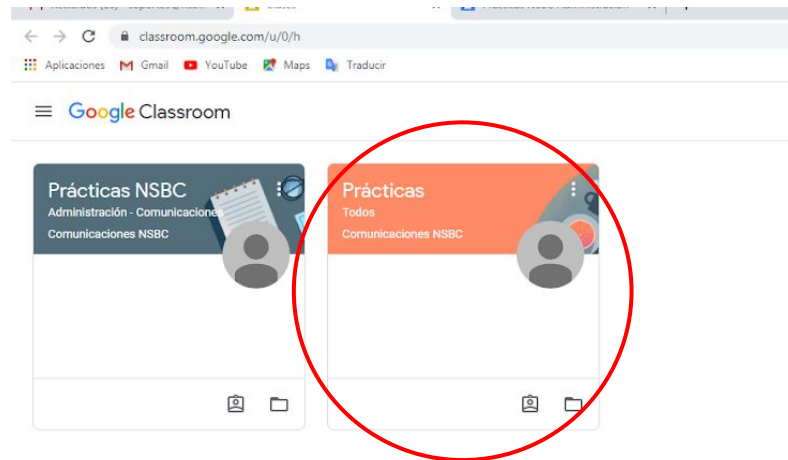 classroom.google.com/u/0/h
Aplicaciones Gmail YouTube Maps Traducir
Google Classroom
Prácticas NSBC
Administración - Comunicaciones
Comunicaciones NSBC
Prácticas
Todos
Comunicaciones NSBC